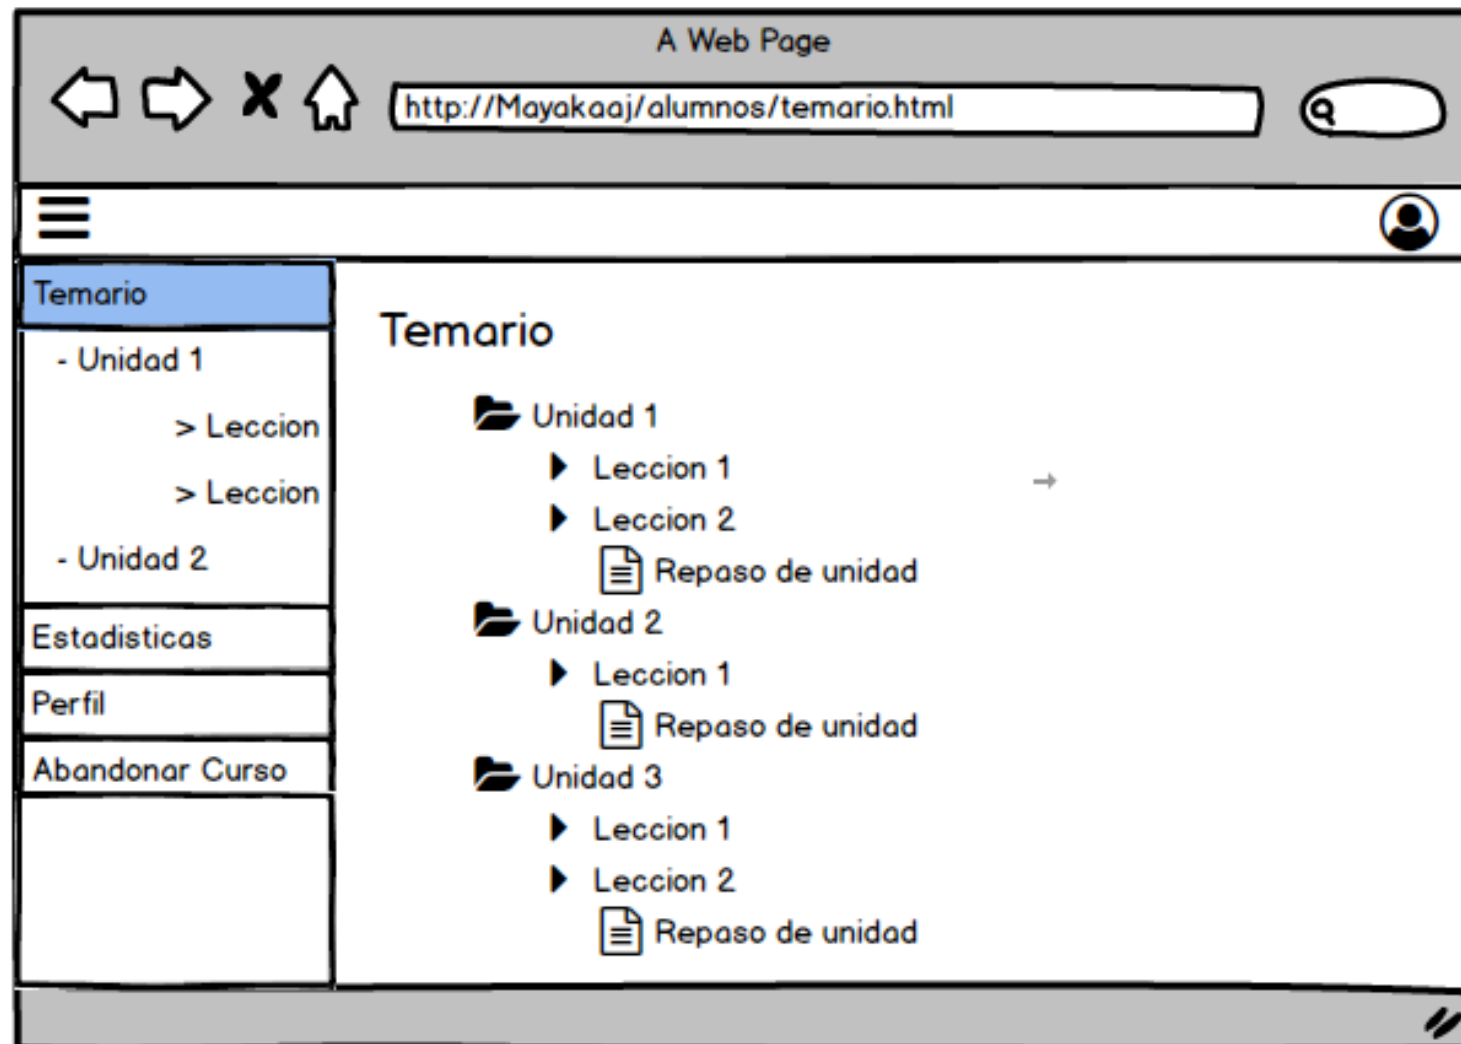 A Web Page
http://Mayakaaj/alumnos/temario.html
Temario
- Unidad 1
> Leccion
> Leccion
- Unidad 2
Estadisticas
Perfil
Abandonar Curso
Temario
Unidad 1
Leccion 1
Leccion 2
Repaso de unidad
Unidad 2
Leccion 1
Repaso de unidad
Unidad 3
Leccion 1
Leccion 2
Repaso de unidad